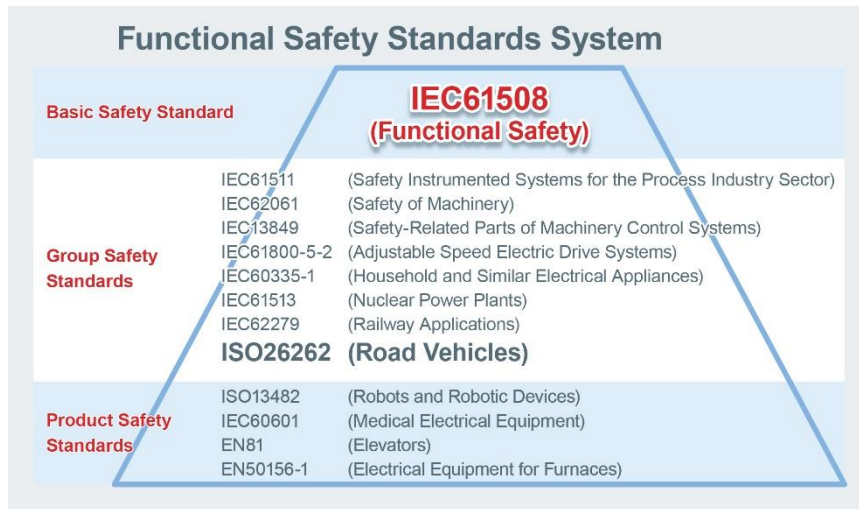 Functional Safety Standards System
Basic Safety Standard
IEC61508
(Functional Safety)
Group Safety
Standards
IEC61511 (Safety Instrumented Systems for the Process Industry Sector)
IEC62061 (Safety of Machinery)
IEC13849 (Safety-Related Parts of Machinery Control Systems)
IEC61800-5-2 (Adjustable Speed Electric Drive Systems)
IEC60335-1 (Household and Similar Electrical Appliances)
IEC61513 (Nuclear Power Plants)
IEC62279 (Railway Applications)
ISO26262 (Road Vehicles)
Product Safety
Standards
ISO13482 (Robots and Robotic Devices)
IEC60601 (Medical Electrical Equipment)
EN81 (Elevators)
EN50156-1 (Electrical Equipment for Furnaces)